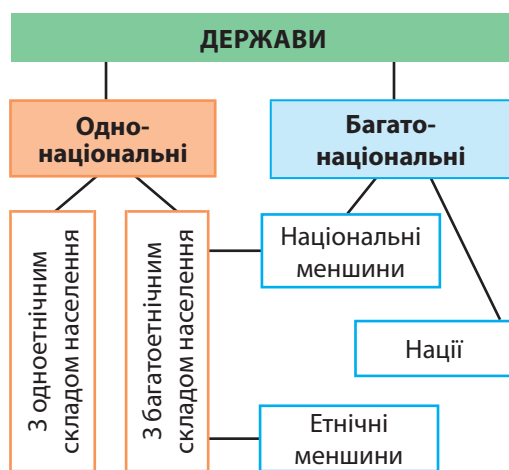 ДЕРЖАВИ
Одно-
національні
Багато-
національні
З одноетнічним
складом населення
З багатоетнічним
складом населення
Національні
меншини
Нації
Етнічні
меншини